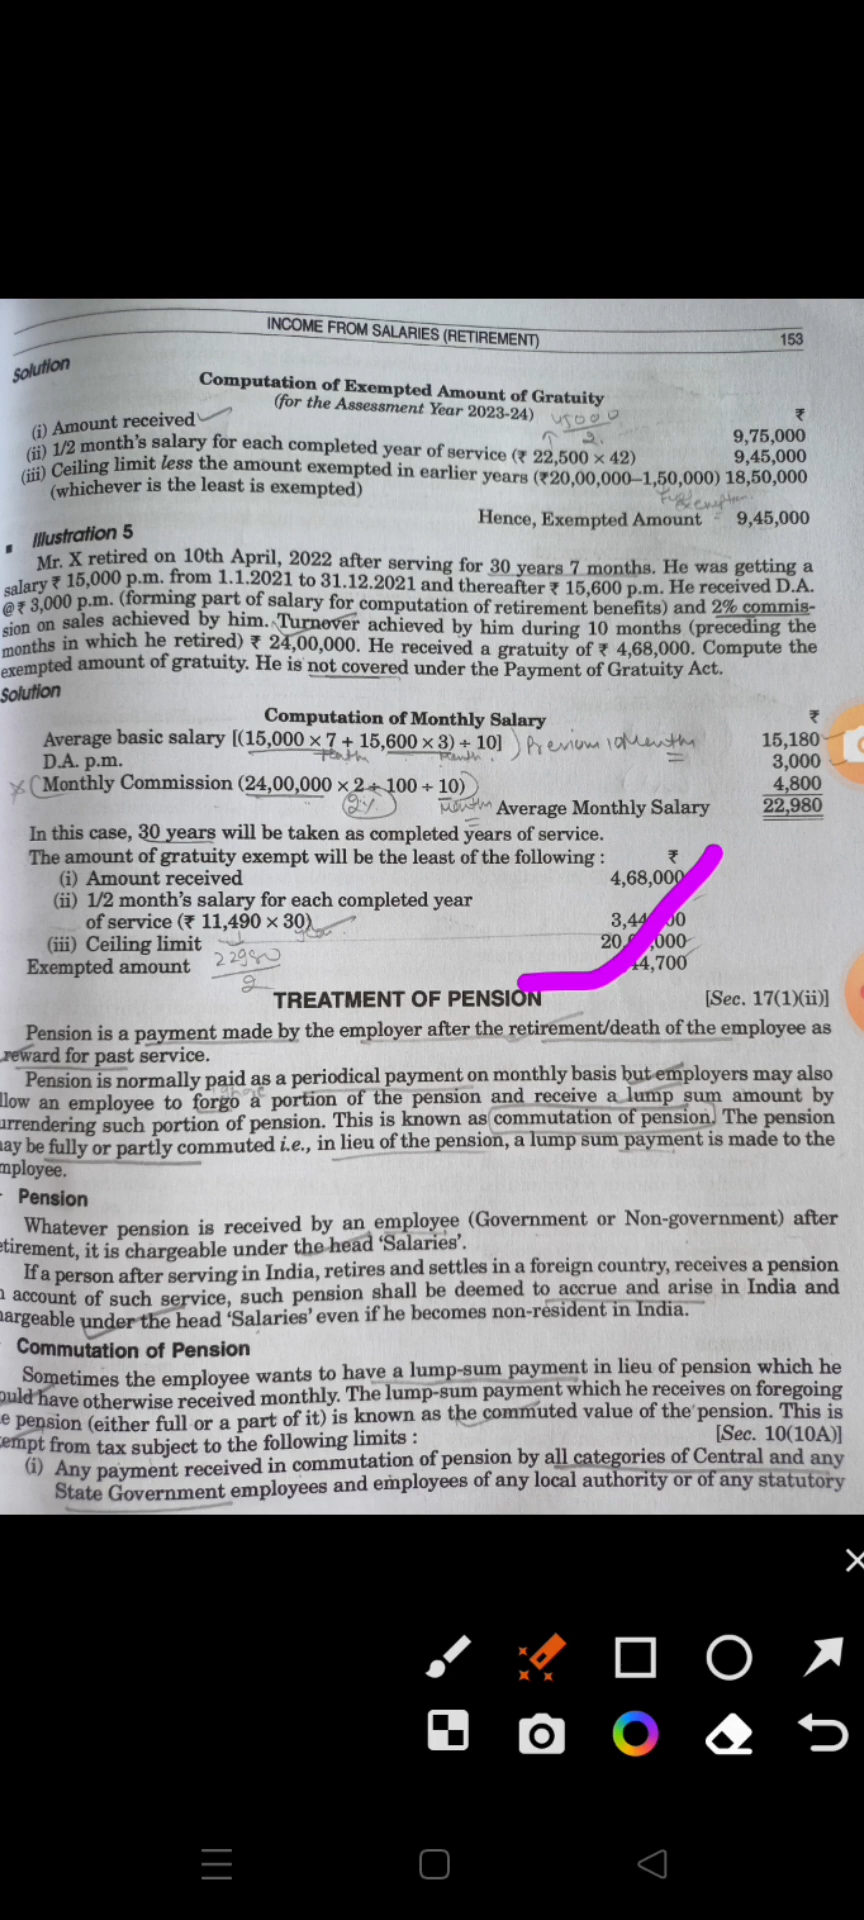 INCOME FROM SALARIES (RETIREMENT) 153
Solution
Computation of Exempted Amount of Gratuity
(for the Assessment Year 2023-24) 45000
2 ₹
(i) Amount received 9,75,000
(ii) 1/2 month's salary for each completed year of service (₹ 22,500 × 42) 9,45,000
(iii) Ceiling limit less the amount exempted in earlier years (₹20,00,000–1,50,000) 18,50,000
(whichever is the least is exempted)
Hence, Exempted Amount 9,45,000
Illustration 5
Mr. X retired on 10th April, 2022 after serving for 30 years 7 months. He was getting a
salary ₹ 15,000 p.m. from 1.1.2021 to 31.12.2021 and thereafter ₹ 15,600 p.m. He received D.A.
@ ₹ 3,000 p.m. (forming part of salary for computation of retirement benefits) and 2% commis-
sion on sales achieved by him. Turnover achieved by him during 10 months (preceding the
months in which he retired) ₹ 24,00,000. He received a gratuity of ₹ 4,68,000. Compute the
exempted amount of gratuity. He is not covered under the Payment of Gratuity Act.
Solution
Computation of Monthly Salary ₹
Average basic salary [(15,000 × 7 + 15,600 × 3) ÷ 10] Previous 10 Months 15,180
D.A. p.m. 3,000
Monthly Commission (24,00,000 × 2 ÷ 100 ÷ 10) 4,800
2% Average Monthly Salary 22,980
In this case, 30 years will be taken as completed years of service.
The amount of gratuity exempt will be the least of the following : ₹
(i) Amount received 4,68,000
(ii) 1/2 month's salary for each completed year
of service (₹ 11,490 × 30)
(iii) Ceiling limit
Exempted amount 22980
2
TREATMENT OF PENSION [Sec. 17(1)(ii)]
Pension is a payment made by the employer after the retirement/death of the employee as
reward for past service.
Pension is normally paid as a periodical payment on monthly basis but employers may also
llow an employee to forgo a portion of the pension and receive a lump sum amount by
urrendering such portion of pension. This is known as commutation of pension. The pension
ay be fully or partly commuted i.e., in lieu of the pension, a lump sum payment is made to the
mployee.
Pension
Whatever pension is received by an employee (Government or Non-government) after
etirement, it is chargeable under the head 'Salaries'.
If a person after serving in India, retires and settles in a foreign country, receives a pension
account of such service, such pension shall be deemed to accrue and arise in India and
hargeable under the head 'Salaries' even if he becomes non-resident in India.
Commutation of Pension
Sometimes the employee wants to have a lump-sum payment in lieu of pension which he
ould have otherwise received monthly. The lump-sum payment which he receives on foregoing
e pension (either full or a part of it) is known as the commuted value of the pension. This is
empt from tax subject to the following limits : [Sec. 10(10A)]
(i) Any payment received in commutation of pension by all categories of Central and any
State Government employees and employees of any local authority or of any statutory